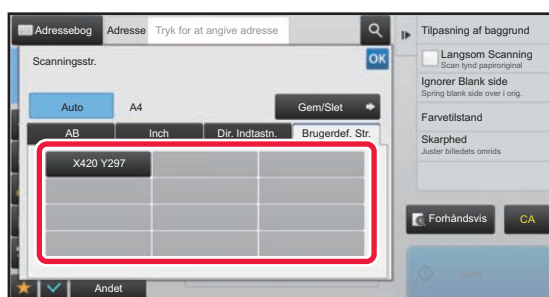 Adressebog Adresse Tryk for at angive adresse
Scanningsstr. OK
Auto A4 Gem/Slet
AB Inch Dir. Indtastn. Brugerdef. Str.
X420 Y297
Andet
Tilpasning af baggrund
Langsom Scanning
Scan tynd papiroriginal
Ignorer Blank side
Spring blank side over i orig.
Farvetilstand
Skarphed
Juster billedets omrids
Forhåndsvis CA
Start